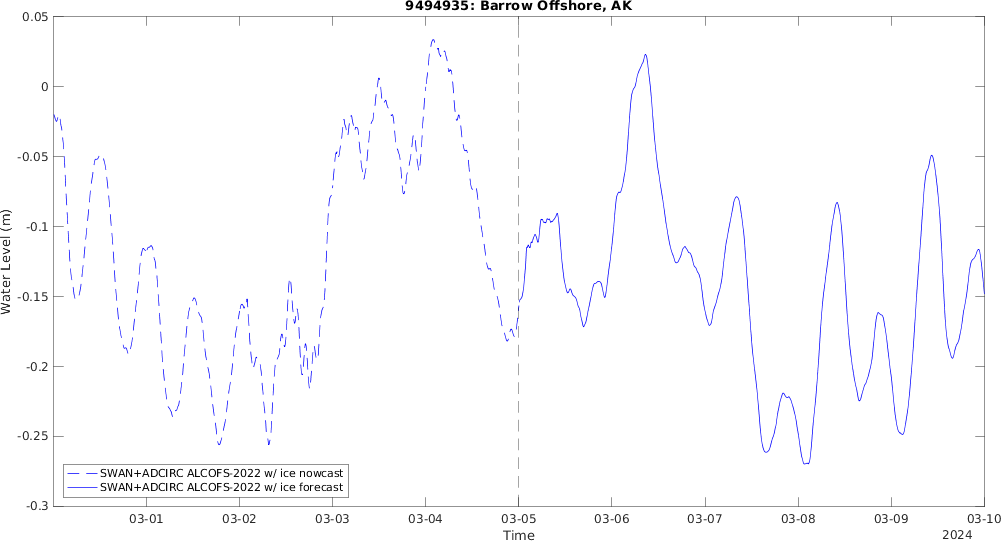 9494935: Barrow Offshore, AK
0.05
0
-0.05
-0.1
-0.15
-0.2
-0.25
-0.3
Water Level (m)
SWAN+ADCIRC ALCOFS-2022 w/ ice nowcast
SWAN+ADCIRC ALCOFS-2022 w/ ice forecast
03-01 03-02 03-03 03-04 03-05 03-06 03-07 03-08 03-09 03-10
Time
2024